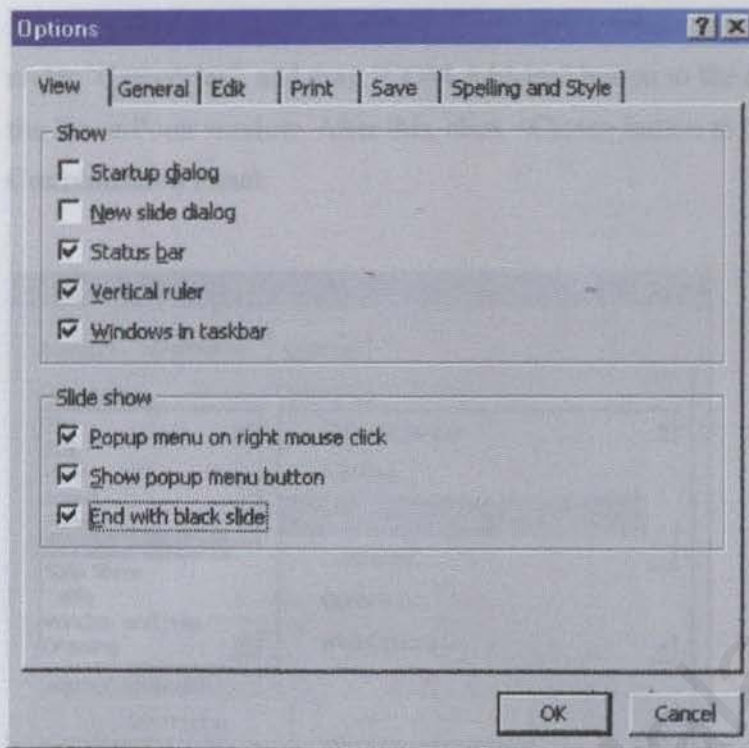 Options
View General Edit Print Save Spelling and Style
Show
Startup dialog
New slide dialog
Status bar
Vertical ruler
Windows in taskbar
Slide show
Popup menu on right mouse click
Show popup menu button
End with black slide
OK Cancel